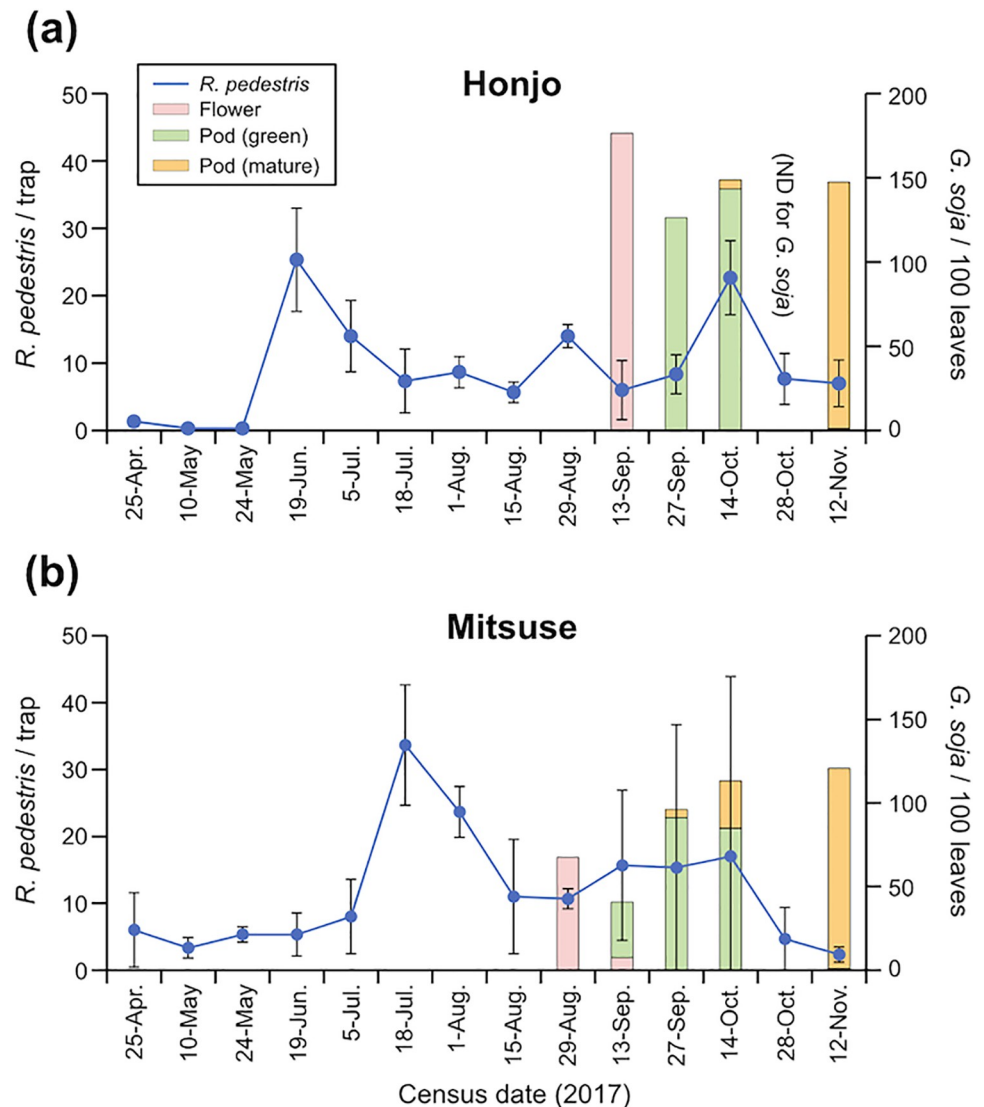 (a)
Honjo
R. pedestris
Flower
Pod (green)
Pod (mature)
50
40
30
20
10
0
R. pedestris / trap
200
150
100
50
0
G. soja / 100 leaves
(ND for G. soja)
25-Apr.
10-May
24-May
19-Jun.
5-Jul.
18-Jul.
1-Aug.
15-Aug.
29-Aug.
13-Sep.
27-Sep.
14-Oct.
28-Oct.
12-Nov.
(b)
Mitsuse
50
40
30
20
10
0
R. pedestris / trap
200
150
100
50
0
G. soja / 100 leaves
25-Apr.
10-May
24-May
19-Jun.
5-Jul.
18-Jul.
1-Aug.
15-Aug.
29-Aug.
13-Sep.
27-Sep.
14-Oct.
28-Oct.
12-Nov.
Census date (2017)